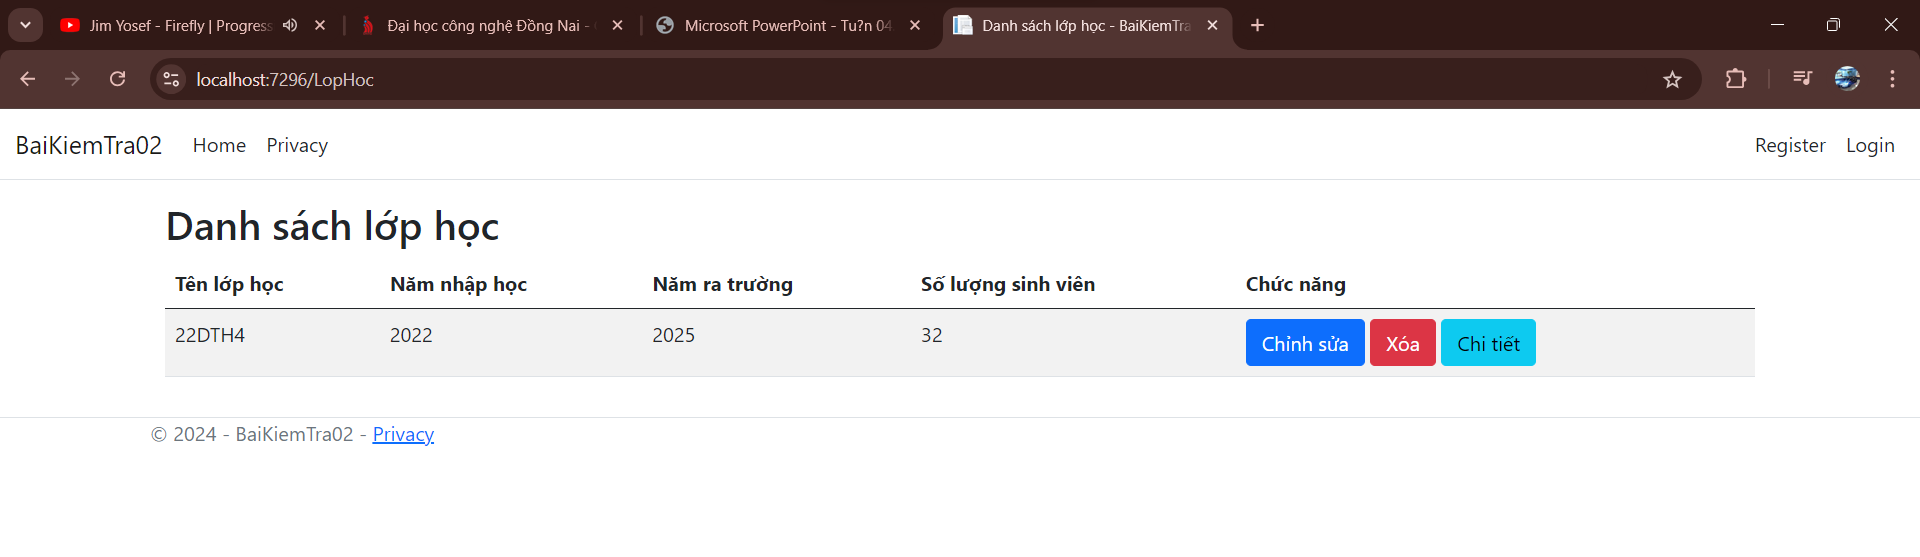 Jim Yosef - Firefly | Progress
Đại học công nghệ Đồng Nai -
Microsoft PowerPoint - Tu?n 04
Danh sách lớp học - BaiKiemTra
localhost:7296/LopHoc
BaiKiemTra02 Home Privacy Register Login
Danh sách lớp học
Tên lớp học Năm nhập học Năm ra trường Số lượng sinh viên Chức năng
22DTH4 2022 2025 32 Chỉnh sửa Xóa Chi tiết
© 2024 - BaiKiemTra02 - Privacy